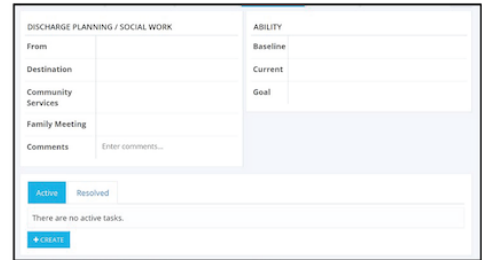 DISCHARGE PLANNING / SOCIAL WORK
From
Destination
Community
Services
Family Meeting
Comments Enter comments...
ABILITY
Baseline
Current
Goal
Active Resolved
There are no active tasks.
+ CREATE